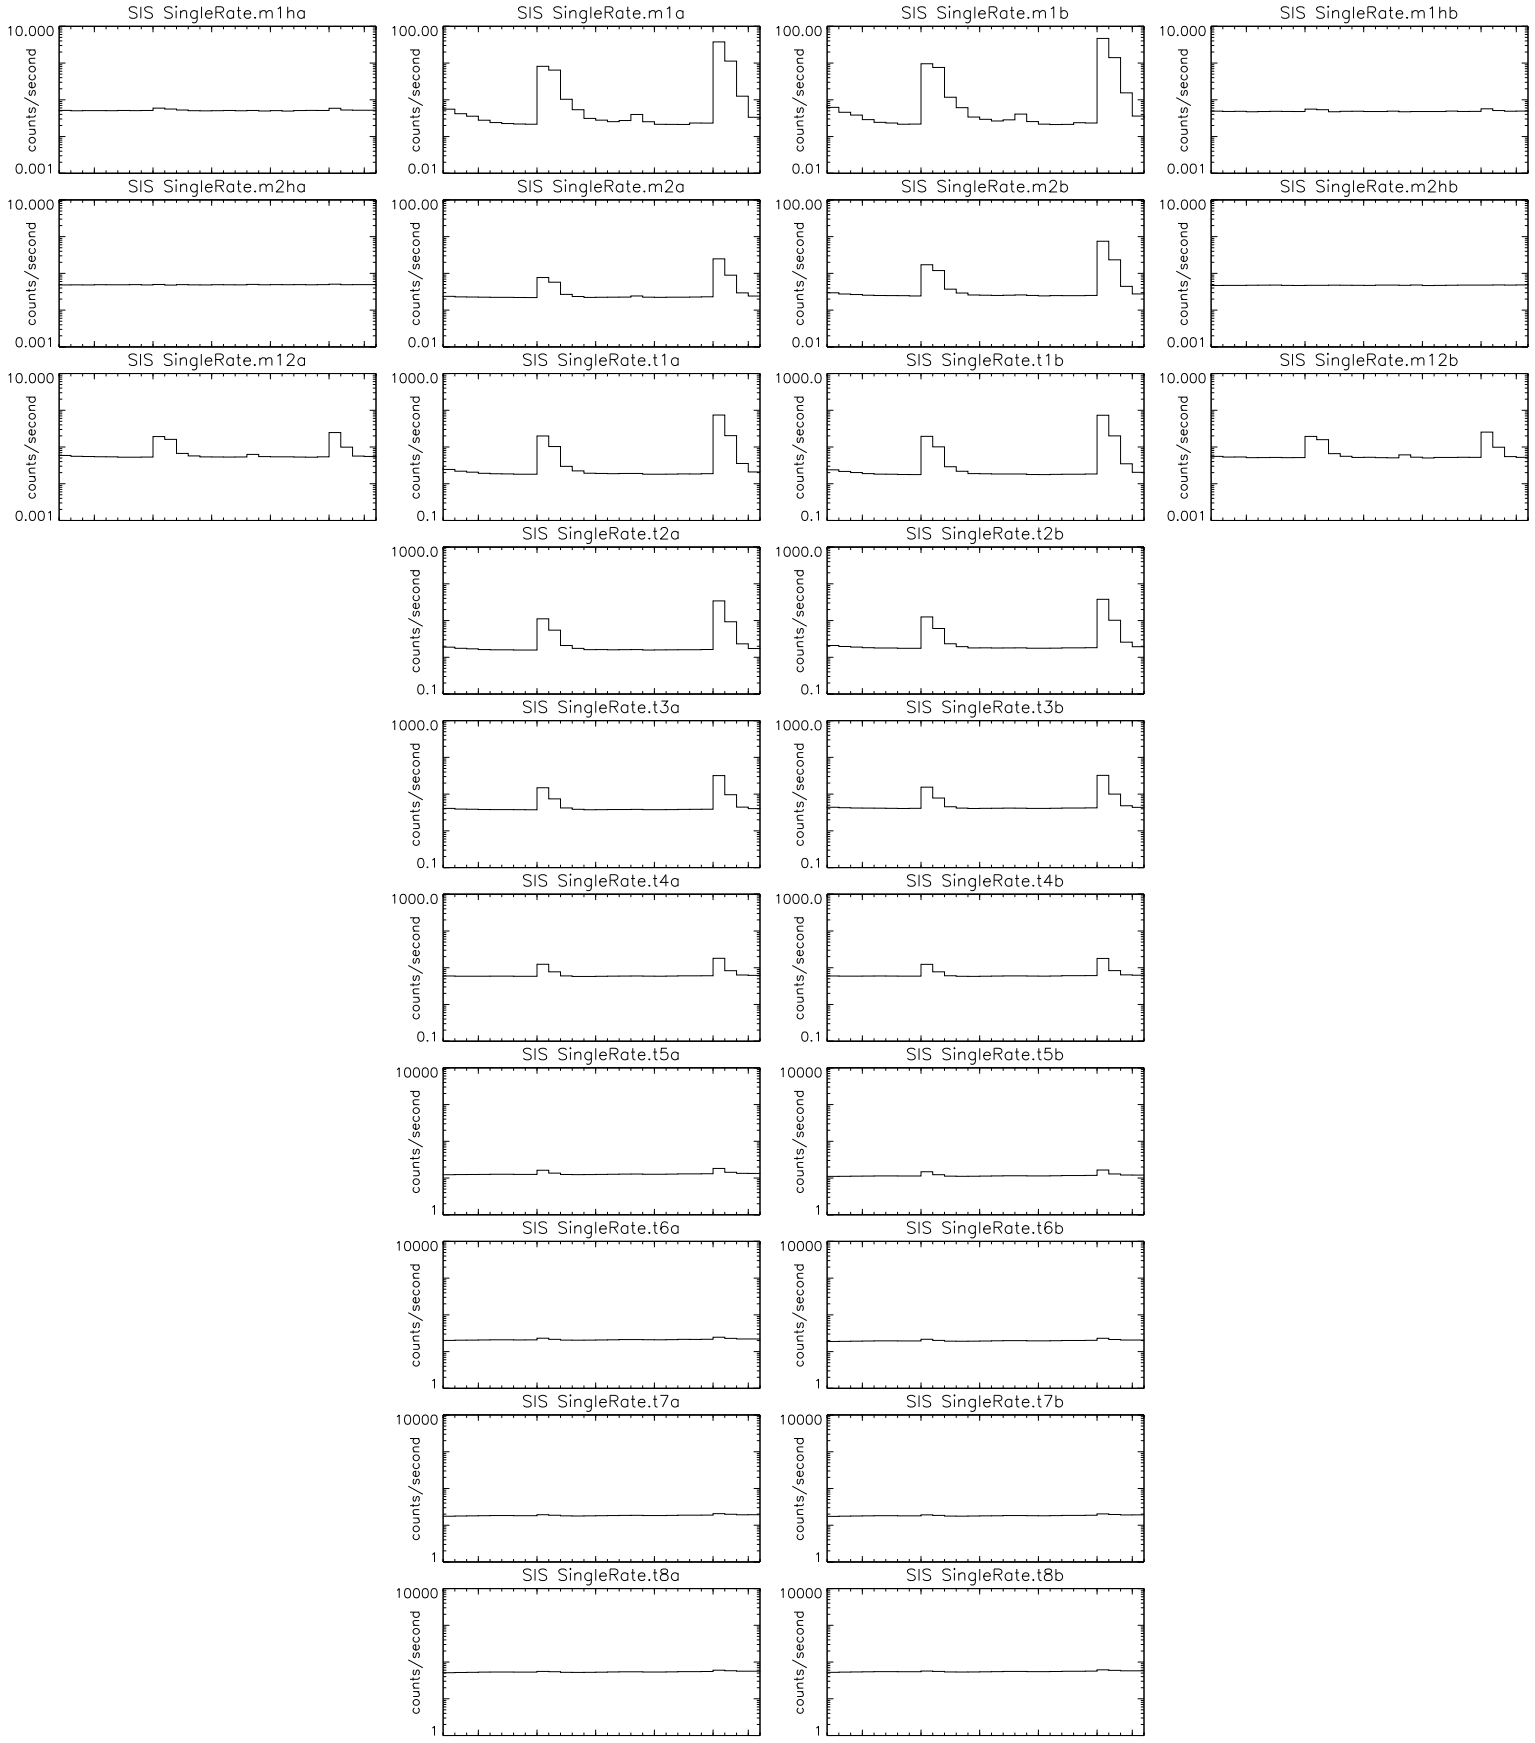 SIS SingleRate.m1ha
10.000
counts/second
0.001
SIS SingleRate.m1a
100.00
counts/second
0.01
SIS SingleRate.m1b
100.00
counts/second
0.01
SIS SingleRate.m1hb
10.000
counts/second
0.001
SIS SingleRate.m2ha
10.000
counts/second
0.001
SIS SingleRate.m2a
100.00
counts/second
0.01
SIS SingleRate.m2b
100.00
counts/second
0.01
SIS SingleRate.m2hb
10.000
counts/second
0.001
SIS SingleRate.m12a
10.000
counts/second
0.001
SIS SingleRate.t1a
1000.0
counts/second
0.1
SIS SingleRate.t1b
1000.0
counts/second
0.1
SIS SingleRate.m12b
10.000
counts/second
0.001
SIS SingleRate.t2a
1000.0
counts/second
0.1
SIS SingleRate.t2b
1000.0
counts/second
0.1
SIS SingleRate.t3a
1000.0
counts/second
0.1
SIS SingleRate.t3b
1000.0
counts/second
0.1
SIS SingleRate.t4a
1000.0
counts/second
0.1
SIS SingleRate.t4b
1000.0
counts/second
0.1
SIS SingleRate.t5a
10000
counts/second
1
SIS SingleRate.t5b
10000
counts/second
1
SIS SingleRate.t6a
10000
counts/second
1
SIS SingleRate.t6b
10000
counts/second
1
SIS SingleRate.t7a
10000
counts/second
1
SIS SingleRate.t7b
10000
counts/second
1
SIS SingleRate.t8a
10000
counts/second
1
SIS SingleRate.t8b
10000
counts/second
1